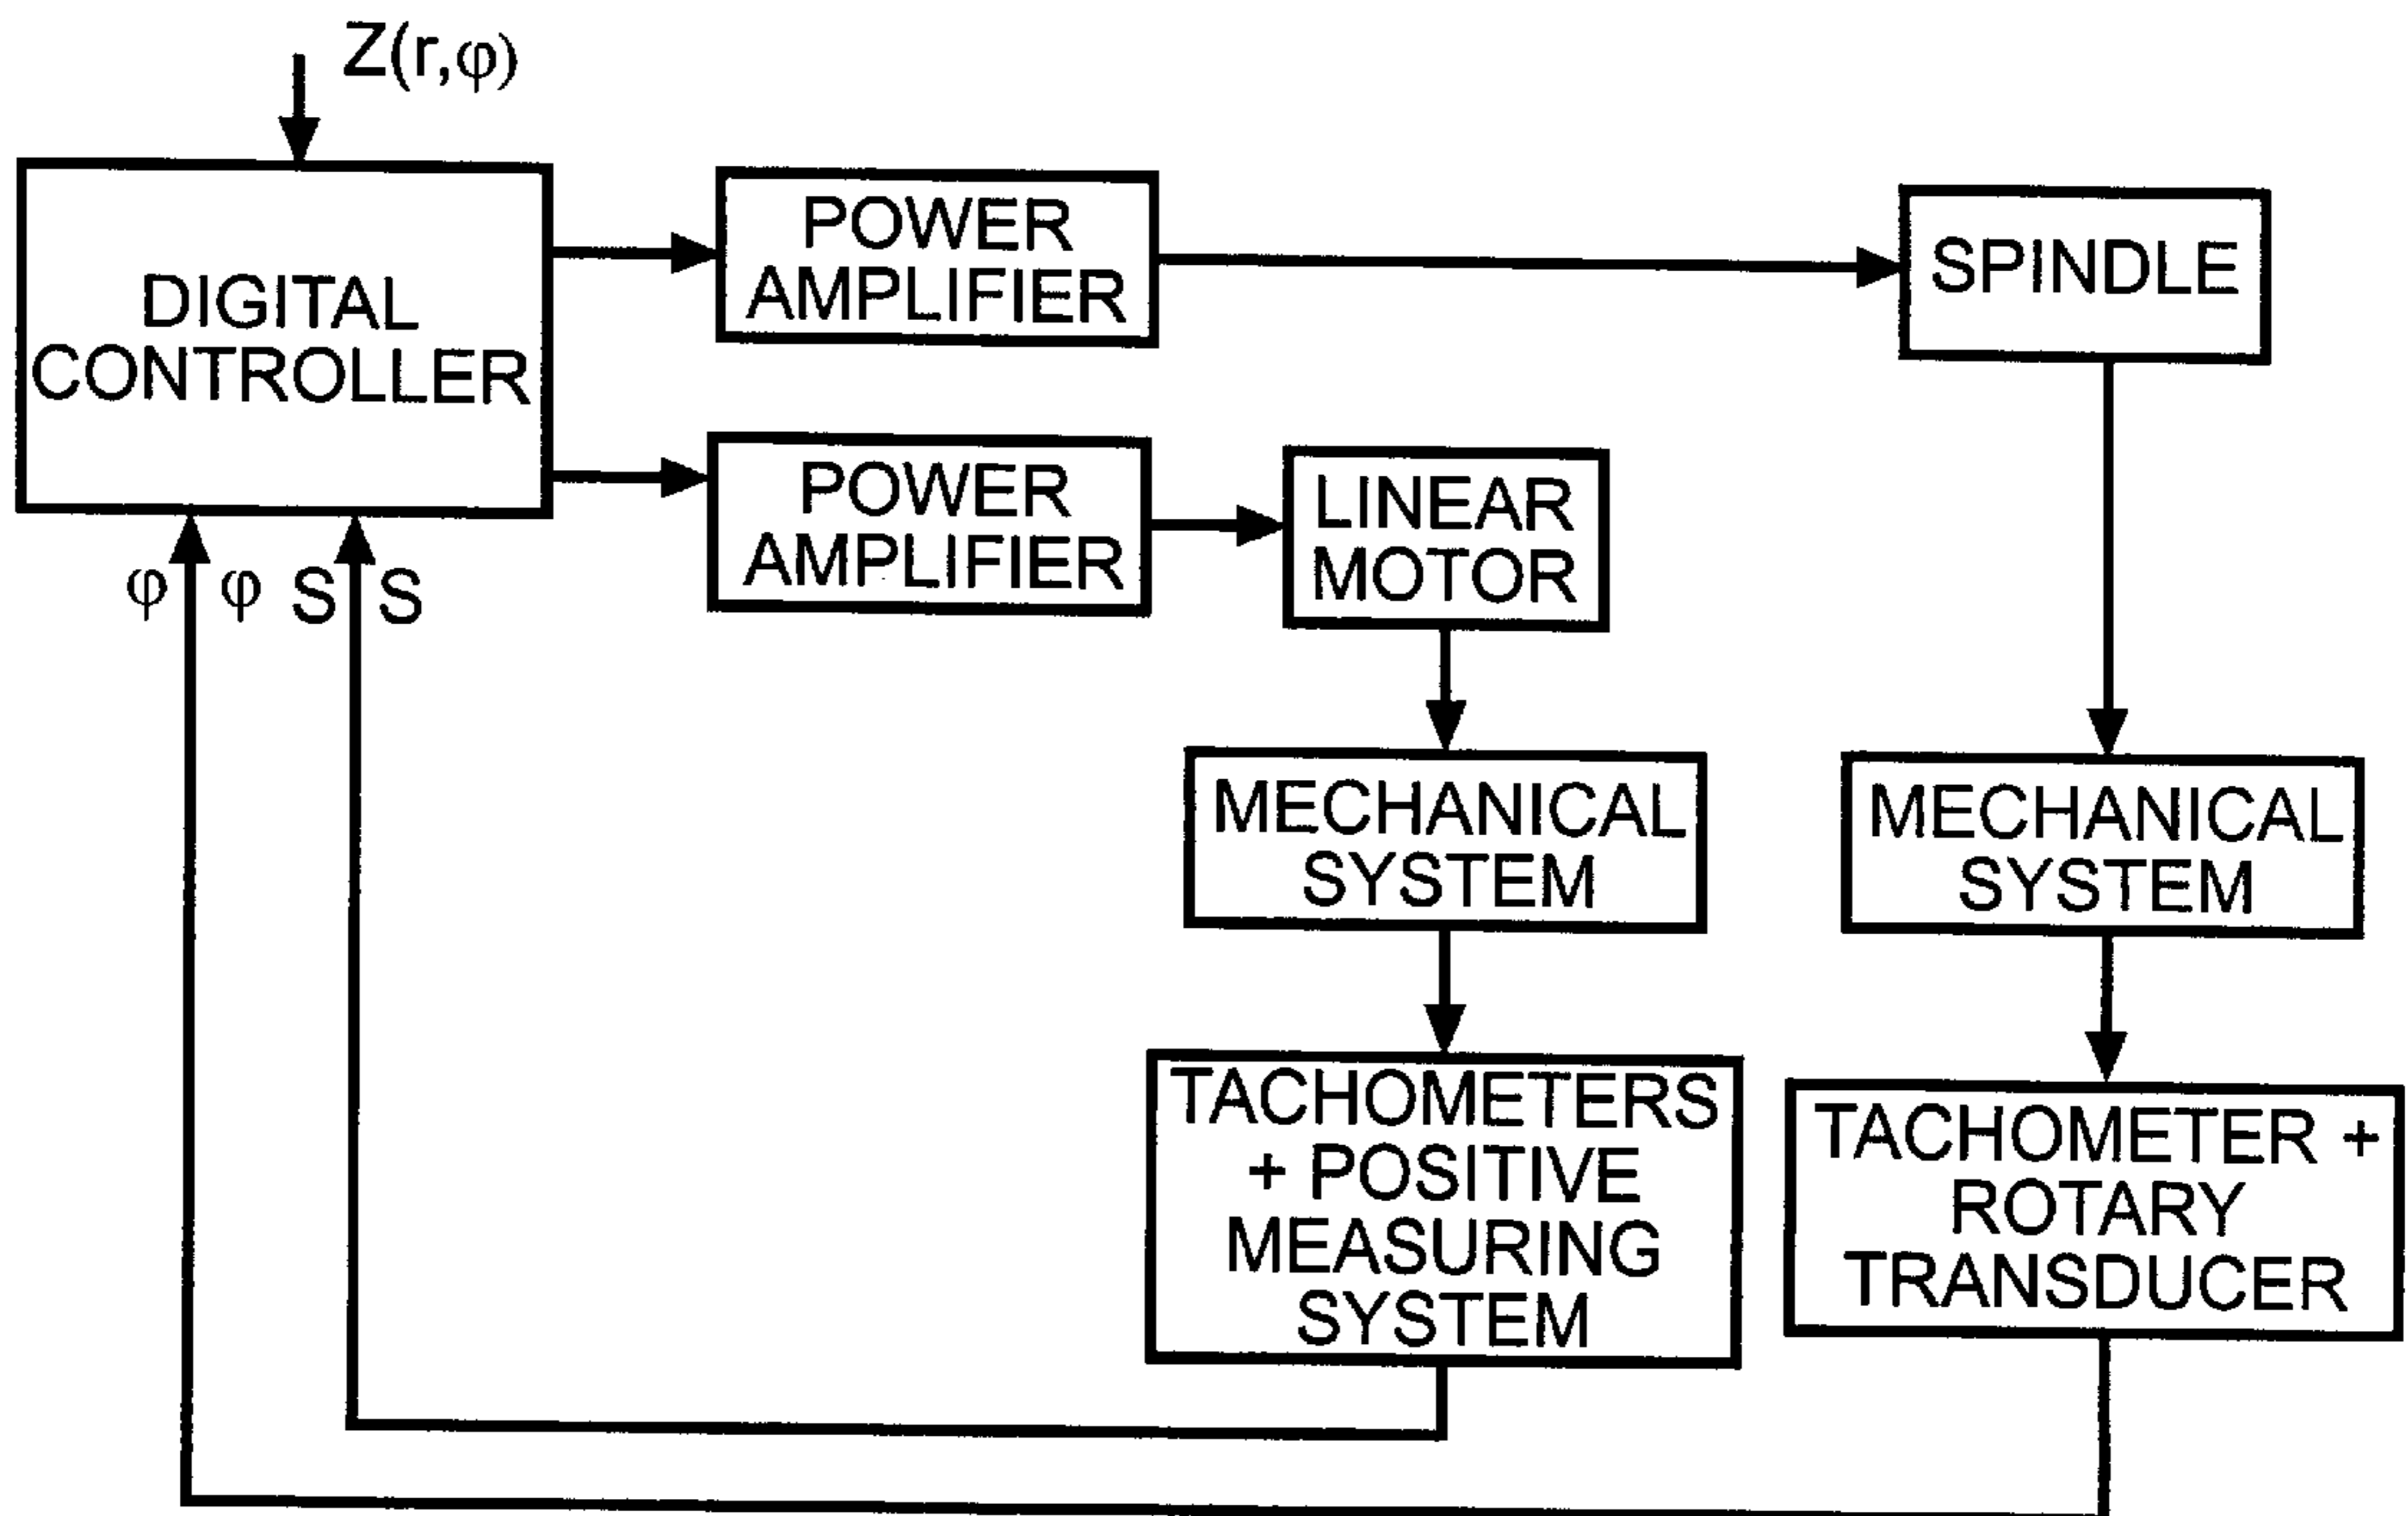 Z(r,φ)
DIGITAL
CONTROLLER
POWER
AMPLIFIER
SPINDLE
POWER
AMPLIFIER
LINEAR
MOTOR
φ φ S S
MECHANICAL
SYSTEM
MECHANICAL
SYSTEM
TACHOMETERS
+ POSITIVE
MEASURING
SYSTEM
TACHOMETER +
ROTARY
TRANSDUCER